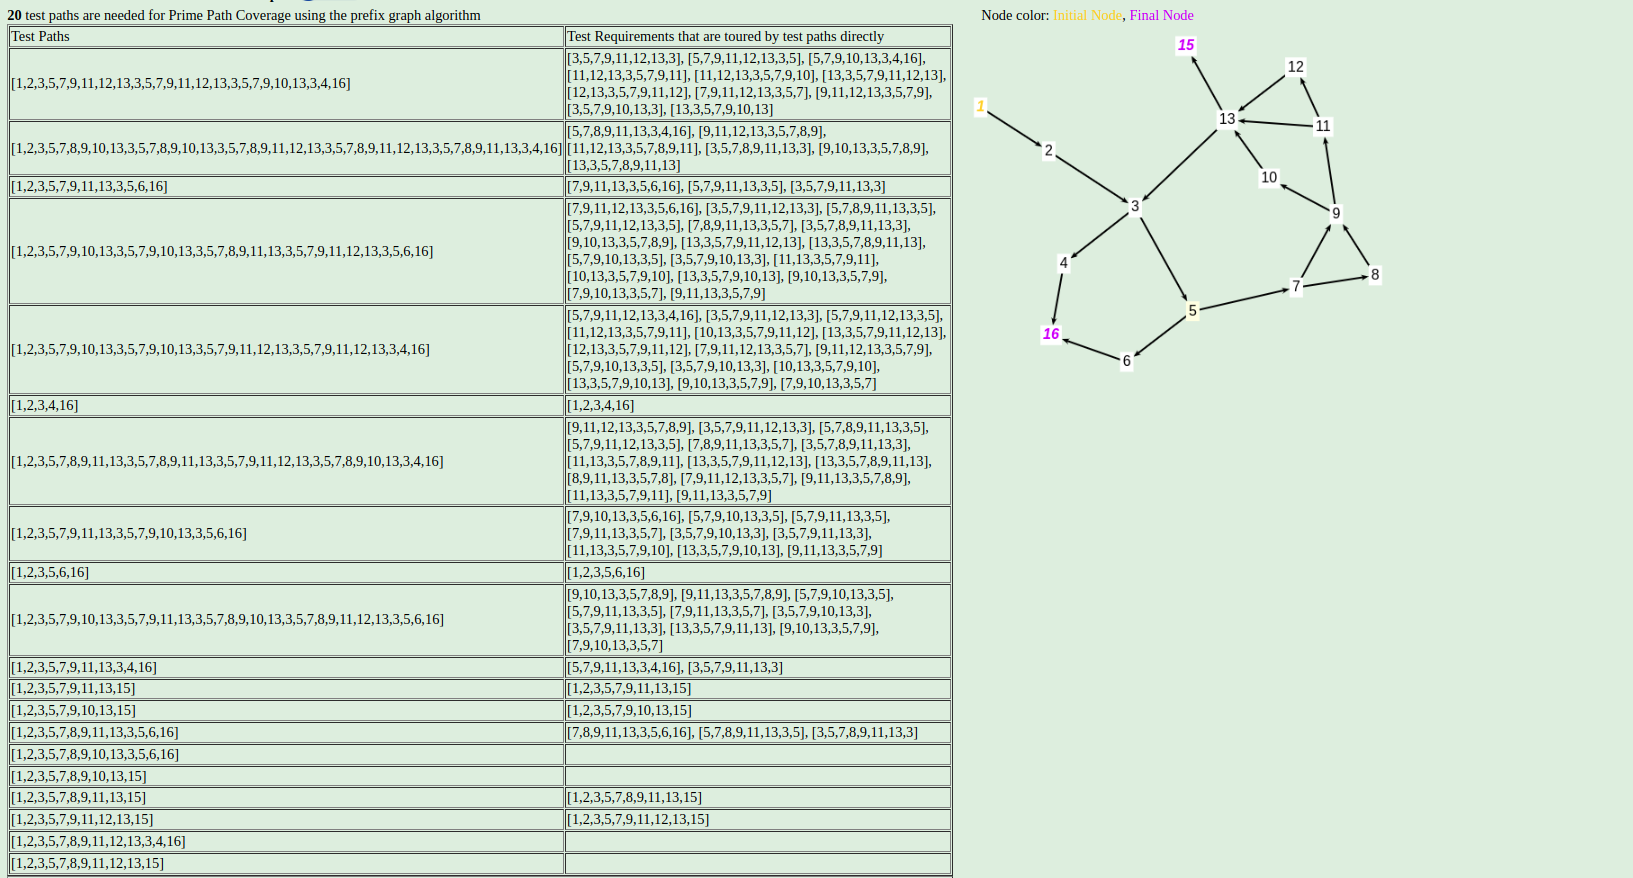 20 test paths are needed for Prime Path Coverage using the prefix graph algorithm
Node color: Initial Node, Final Node
Test Paths
Test Requirements that are toured by test paths directly
[1,2,3,5,7,9,11,12,13,3,5,7,9,11,12,13,3,5,7,9,10,13,3,4,16]
[3,5,7,9,11,12,13,3], [5,7,9,11,12,13,3,5], [5,7,9,10,13,3,4,16],
[11,12,13,3,5,7,9,11], [11,12,13,3,5,7,9,10], [13,3,5,7,9,11,12,13],
[12,13,3,5,7,9,11,12], [7,9,11,12,13,3,5,7], [9,11,12,13,3,5,7,9],
[3,5,7,9,10,13,3], [13,3,5,7,9,10,13]
[1,2,3,5,7,8,9,10,13,3,5,7,8,9,10,13,3,5,7,8,9,11,12,13,3,5,7,8,9,11,12,13,3,5,7,8,9,11,13,3,4,16]
[5,7,8,9,11,13,3,4,16], [9,11,12,13,3,5,7,8,9],
[11,12,13,3,5,7,8,9,11], [3,5,7,8,9,11,13,3], [9,10,13,3,5,7,8,9],
[13,3,5,7,8,9,11,13]
[1,2,3,5,7,9,11,13,3,5,6,16]
[7,9,11,13,3,5,6,16], [5,7,9,11,13,3,5], [3,5,7,9,11,13,3]
[1,2,3,5,7,9,10,13,3,5,7,9,10,13,3,5,7,8,9,11,13,3,5,7,9,11,12,13,3,5,6,16]
[7,9,11,12,13,3,5,6,16], [3,5,7,9,11,12,13,3], [5,7,8,9,11,13,3,5],
[5,7,9,11,12,13,3,5], [7,8,9,11,13,3,5,7], [3,5,7,8,9,11,13,3],
[9,10,13,3,5,7,8,9], [13,3,5,7,9,11,12,13], [13,3,5,7,8,9,11,13],
[5,7,9,10,13,3,5], [3,5,7,9,10,13,3], [11,13,3,5,7,9,11],
[10,13,3,5,7,9,10], [13,3,5,7,9,10,13], [9,10,13,3,5,7,9],
[7,9,10,13,3,5,7], [9,11,13,3,5,7,9]
[1,2,3,5,7,9,10,13,3,5,7,9,10,13,3,5,7,9,11,12,13,3,5,7,9,11,12,13,3,4,16]
[5,7,9,11,12,13,3,4,16], [3,5,7,9,11,12,13,3], [5,7,9,11,12,13,3,5],
[11,12,13,3,5,7,9,11], [10,13,3,5,7,9,11,12], [13,3,5,7,9,11,12,13],
[12,13,3,5,7,9,11,12], [7,9,11,12,13,3,5,7], [9,11,12,13,3,5,7,9],
[5,7,9,10,13,3,5], [3,5,7,9,10,13,3], [10,13,3,5,7,9,10],
[13,3,5,7,9,10,13], [9,10,13,3,5,7,9], [7,9,10,13,3,5,7]
[1,2,3,4,16]
[1,2,3,4,16]
[1,2,3,5,7,8,9,11,13,3,5,7,8,9,11,13,3,5,7,9,11,12,13,3,5,7,8,9,10,13,3,4,16]
[9,11,12,13,3,5,7,8,9], [3,5,7,9,11,12,13,3], [5,7,8,9,11,13,3,5],
[5,7,9,11,12,13,3,5], [7,8,9,11,13,3,5,7], [3,5,7,8,9,11,13,3],
[11,13,3,5,7,8,9,11], [13,3,5,7,9,11,12,13], [13,3,5,7,8,9,11,13],
[8,9,11,13,3,5,7,8], [7,9,11,12,13,3,5,7], [9,11,13,3,5,7,8,9],
[11,13,3,5,7,9,11], [9,11,13,3,5,7,9]
[1,2,3,5,7,9,11,13,3,5,7,9,10,13,3,5,6,16]
[7,9,10,13,3,5,6,16], [5,7,9,10,13,3,5], [5,7,9,11,13,3,5],
[7,9,11,13,3,5,7], [3,5,7,9,10,13,3], [3,5,7,9,11,13,3],
[11,13,3,5,7,9,10], [13,3,5,7,9,10,13], [9,11,13,3,5,7,9]
[1,2,3,5,6,16]
[1,2,3,5,6,16]
[1,2,3,5,7,9,10,13,3,5,7,9,11,13,3,5,7,8,9,10,13,3,5,7,8,9,11,12,13,3,5,6,16]
[9,10,13,3,5,7,8,9], [9,11,13,3,5,7,8,9], [5,7,9,10,13,3,5],
[5,7,9,11,13,3,5], [7,9,11,13,3,5,7], [3,5,7,9,10,13,3],
[3,5,7,9,11,13,3], [13,3,5,7,9,11,13], [9,10,13,3,5,7,9],
[7,9,10,13,3,5,7]
[1,2,3,5,7,9,11,13,3,4,16]
[5,7,9,11,13,3,4,16], [3,5,7,9,11,13,3]
[1,2,3,5,7,9,11,13,15]
[1,2,3,5,7,9,11,13,15]
[1,2,3,5,7,9,10,13,15]
[1,2,3,5,7,9,10,13,15]
[1,2,3,5,7,8,9,11,13,3,5,6,16]
[7,8,9,11,13,3,5,6,16], [5,7,8,9,11,13,3,5], [3,5,7,8,9,11,13,3]
[1,2,3,5,7,8,9,10,13,3,5,6,16]
[1,2,3,5,7,8,9,10,13,15]
[1,2,3,5,7,8,9,11,13,15]
[1,2,3,5,7,8,9,11,13,15]
[1,2,3,5,7,9,11,12,13,15]
[1,2,3,5,7,9,11,12,13,15]
[1,2,3,5,7,8,9,11,12,13,3,4,16]
[1,2,3,5,7,8,9,11,12,13,15]
15
12
1
13
11
2
10
3
9
4
8
7
5
16
6